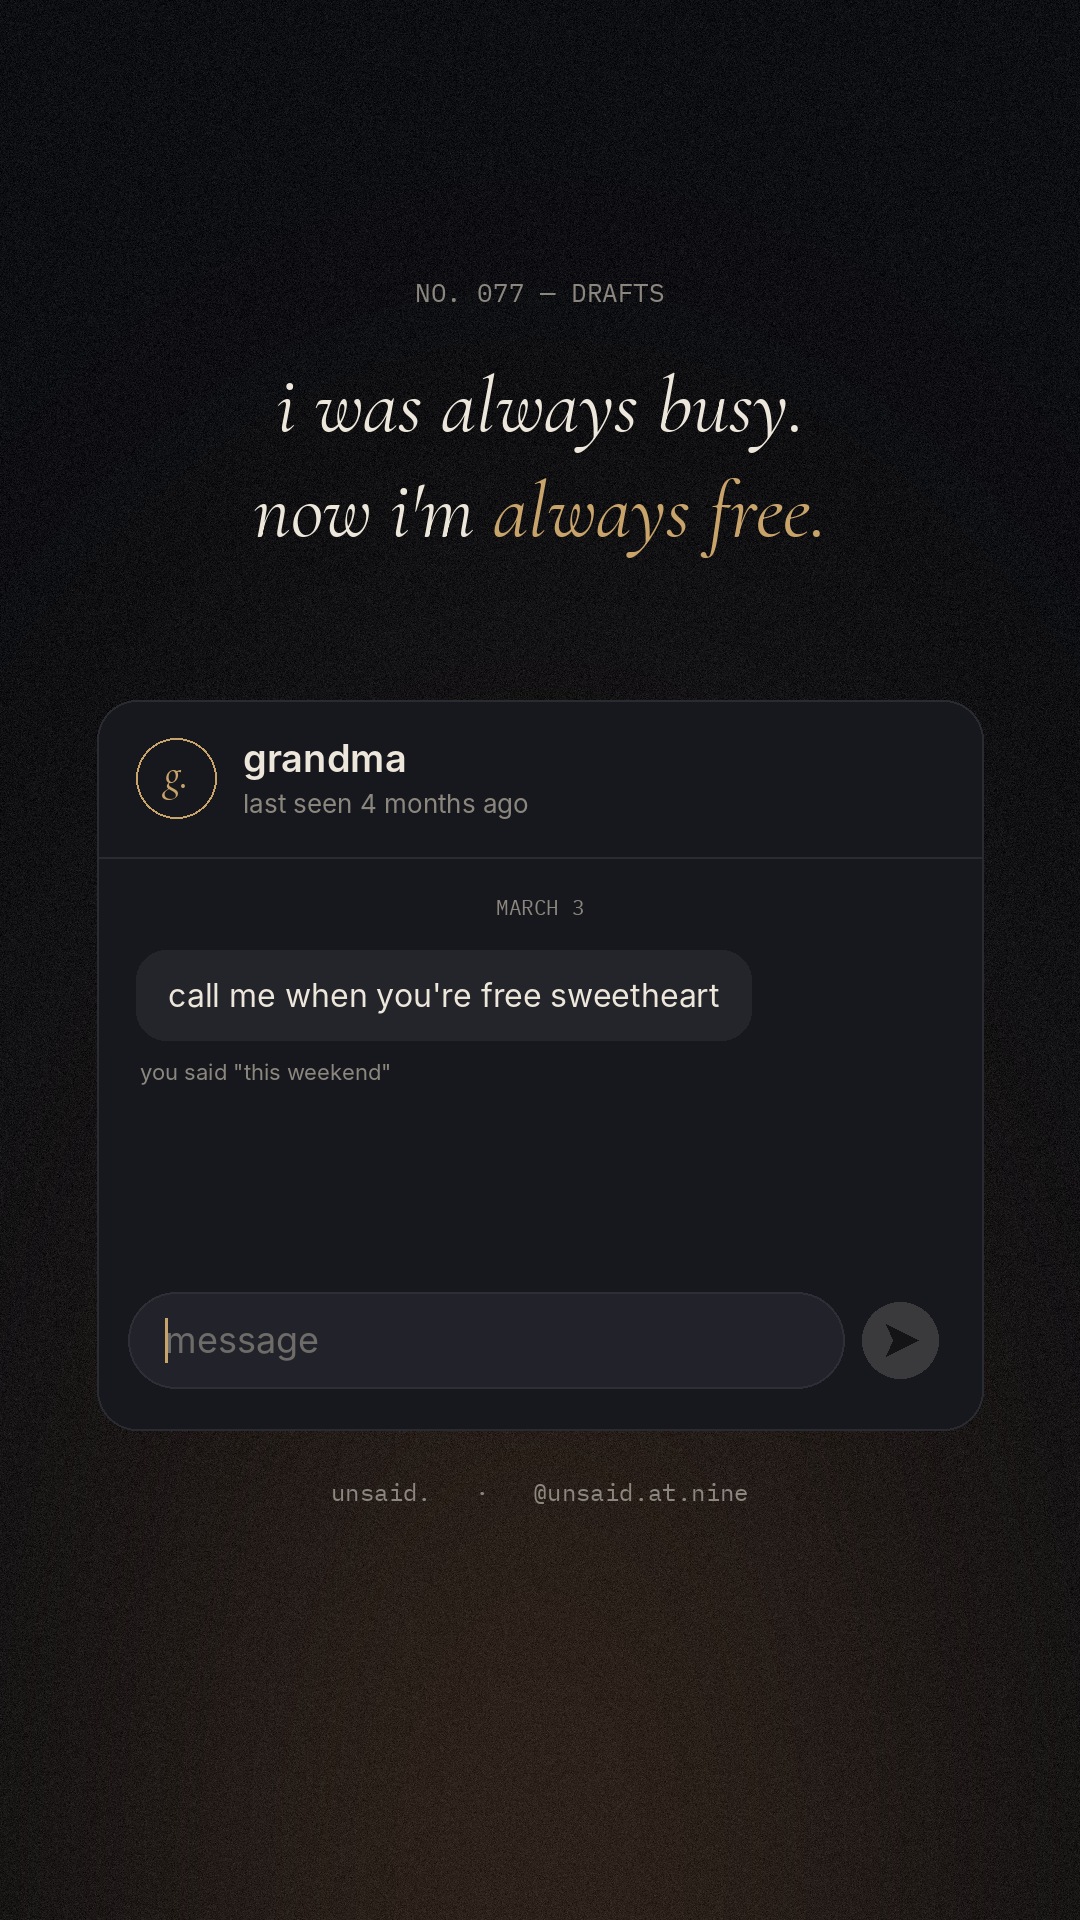 NO. 077 — DRAFTS
i was always busy.
now i'm always free.
g.
grandma
last seen 4 months ago
MARCH 3
call me when you're free sweetheart
you said "this weekend"
message
unsaid. · @unsaid.at.nine